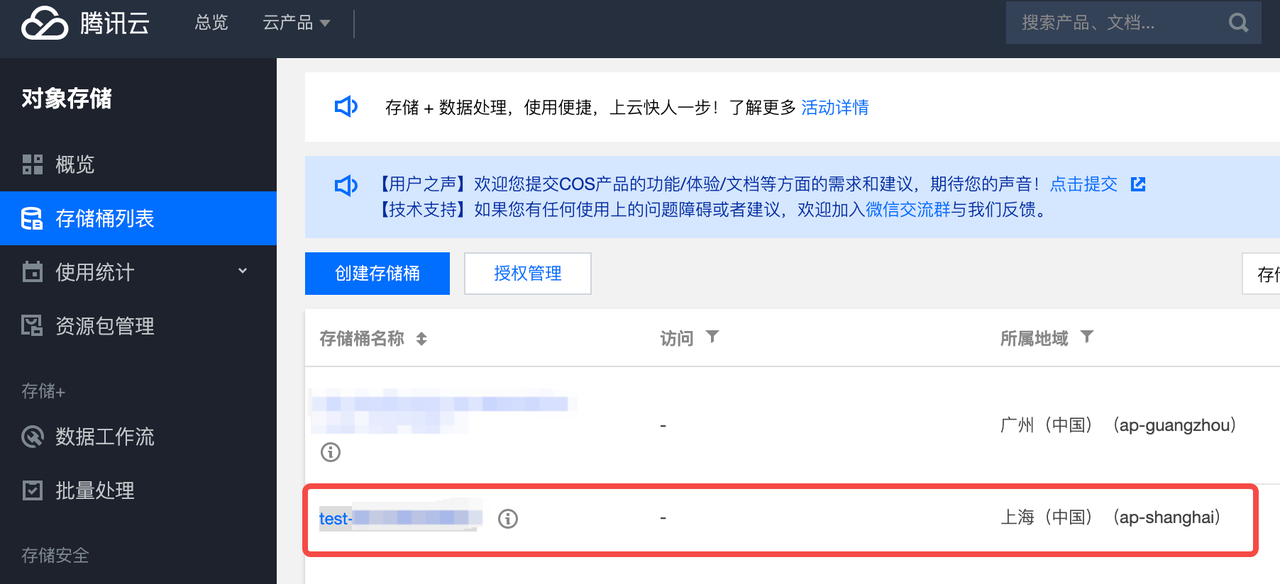 腾讯云
总览
云产品
搜索产品、文档...
对象存储
概览
存储桶列表
使用统计
资源包管理
存储+
数据工作流
批量处理
存储安全
存储 + 数据处理，使用便捷，上云快人一步！了解更多 活动详情
【用户之声】欢迎您提交COS产品的功能/体验/文档等方面的需求和建议，期待您的声音！点击提交
【技术支持】如果您有任何使用上的问题障碍或者建议，欢迎加入微信交流群与我们反馈。
创建存储桶
授权管理
存储桶名称
访问
所属地域
-
广州（中国）（ap-guangzhou）
test-
-
上海（中国）（ap-shanghai）